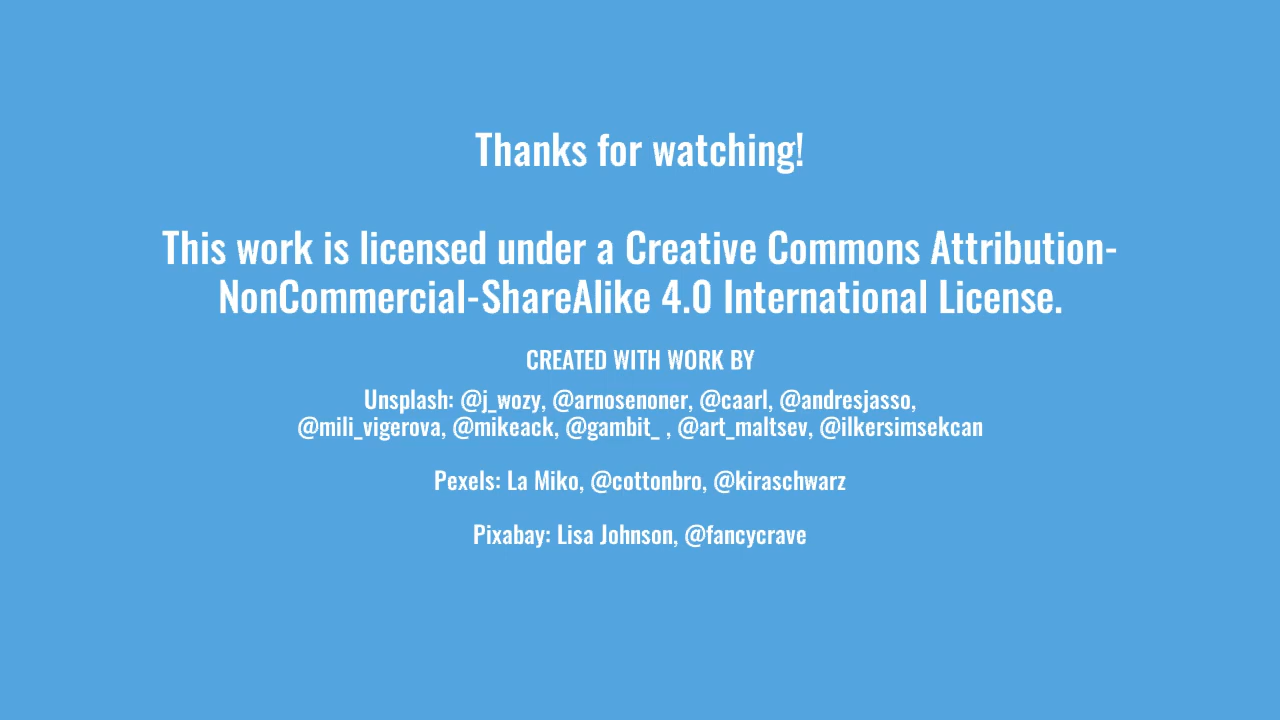 Thanks for watching!
This work is licensed under a Creative Commons Attribution-
NonCommercial-ShareAlike 4.0 International License.
CREATED WITH WORK BY
Unsplash: @j_wozy, @arnosenoner, @caarl, @andresjasso,
@mili_vigerova, @mikeack, @gambit_ , @art_maltsev, @ilkersimsekcan
Pexels: La Miko, @cottonbro, @kiraschwarz
Pixabay: Lisa Johnson, @fancycrave